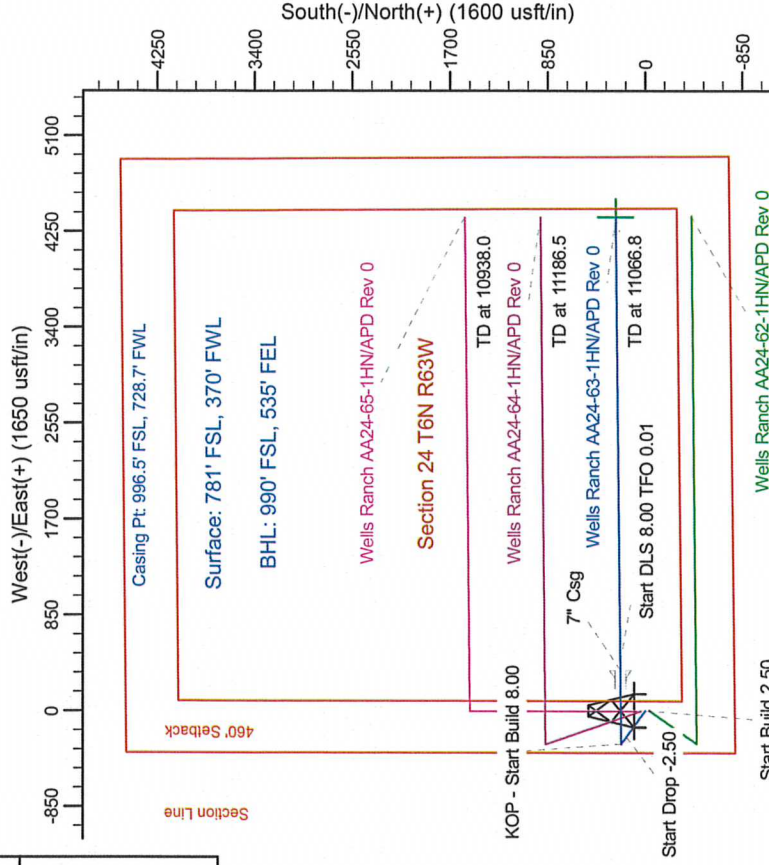 South(-)/North(+) (1600 usft/in)
4250
3400
2550
1700
850
0
-850
West(-)/East(+) (1650 usft/in)
5100
4250
3400
2550
1700
850
0
-850
Casing Pt: 996.5' FSL, 728.7' FWL
Surface: 781' FSL, 370' FWL
BHL: 990' FSL, 535' FEL
Wells Ranch AA24-65-1HN/APD Rev 0
Section 24 T6N R63W
TD at 10938.0
Wells Ranch AA24-64-1HN/APD Rev 0
TD at 11186.5
Wells Ranch AA24-63-1HN/APD Rev 0
TD at 11066.8
Wells Ranch AA24-62-1HN/APD Rev 0
7" Csg
Start DLS 8.00 TFO 0.01
KOP - Start Build 8.00
Start Drop -2.50
Start Build 2.50
460' Setback
Section Line